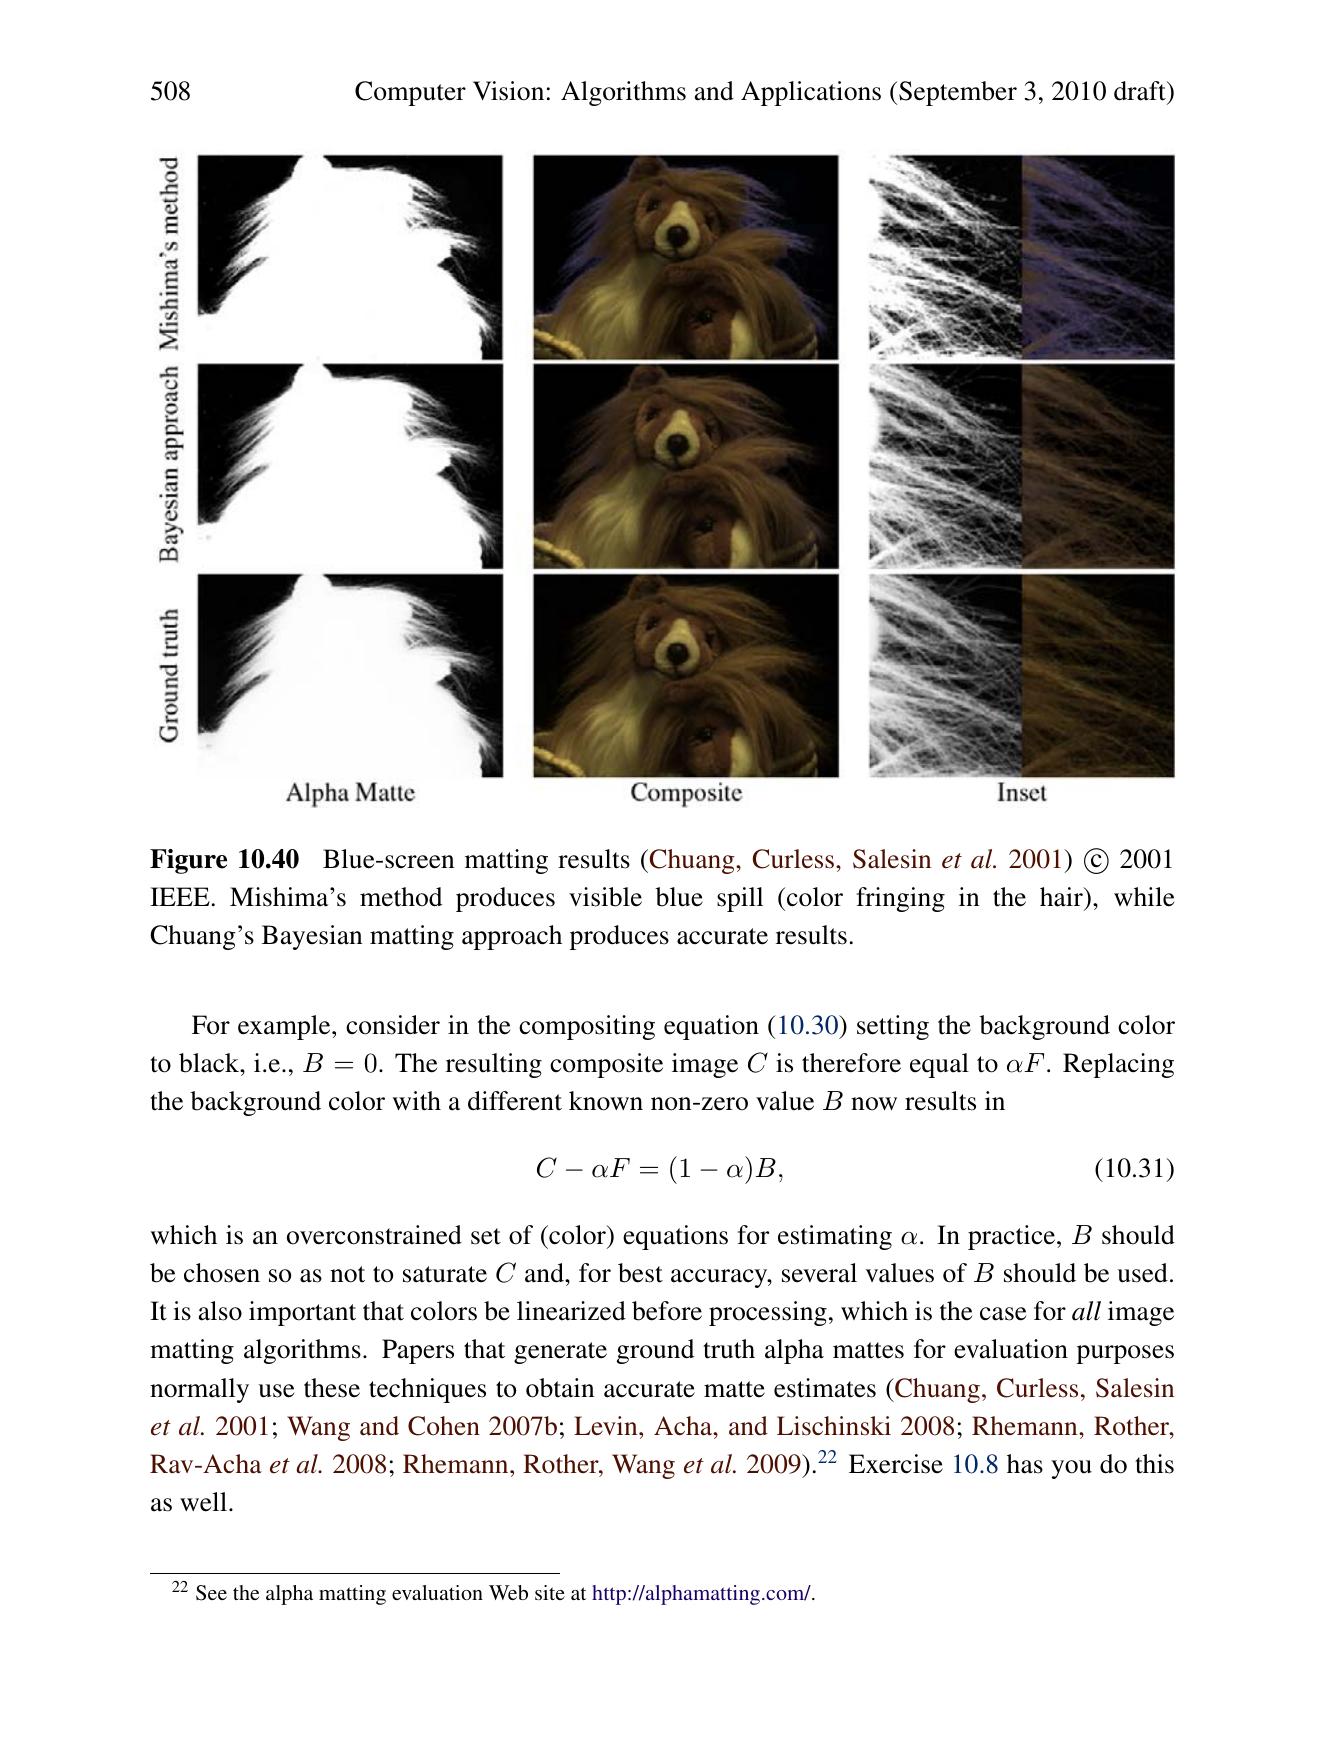 508 Computer Vision: Algorithms and Applications (September 3, 2010 draft)
Mishima's method
Bayesian approach
Ground truth
Alpha Matte Composite Inset
Figure 10.40 Blue-screen matting results (Chuang, Curless, Salesin et al. 2001) © 2001
IEEE. Mishima's method produces visible blue spill (color fringing in the hair), while
Chuang's Bayesian matting approach produces accurate results.
For example, consider in the compositing equation (10.30) setting the background color
to black, i.e., B = 0. The resulting composite image C is therefore equal to αF. Replacing
the background color with a different known non-zero value B now results in
C − αF = (1 − α)B, (10.31)
which is an overconstrained set of (color) equations for estimating α. In practice, B should
be chosen so as not to saturate C and, for best accuracy, several values of B should be used.
It is also important that colors be linearized before processing, which is the case for all image
matting algorithms. Papers that generate ground truth alpha mattes for evaluation purposes
normally use these techniques to obtain accurate matte estimates (Chuang, Curless, Salesin
et al. 2001; Wang and Cohen 2007b; Levin, Acha, and Lischinski 2008; Rhemann, Rother,
Rav-Acha et al. 2008; Rhemann, Rother, Wang et al. 2009).22 Exercise 10.8 has you do this
as well.
22 See the alpha matting evaluation Web site at http://alphamatting.com/.